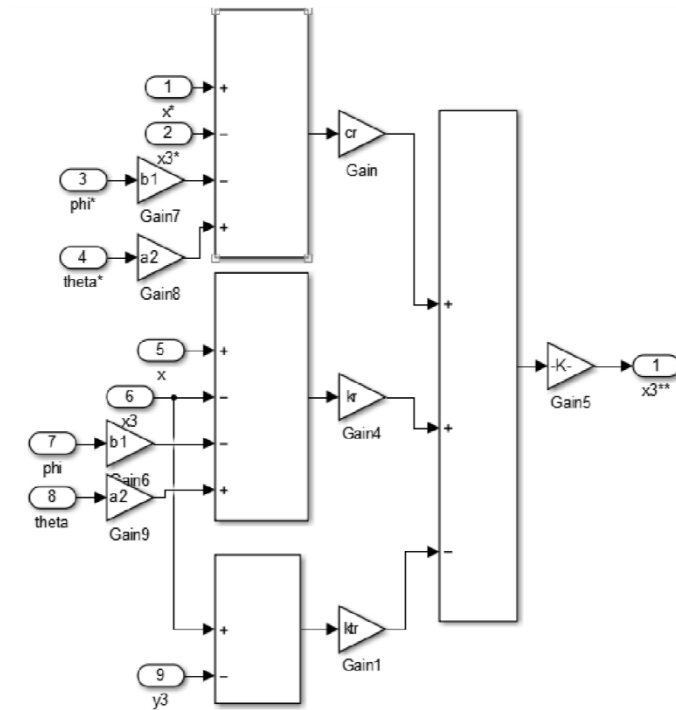 1
+
x*
2
−
x3*
cr
Gain
3
phi*
b1
−
Gain7
+
4
theta*
a2
Gain8
5
x
+
6
x3
−
kr
Gain4
7
phi
b1
−
Gain6
8
theta
a2
+
Gain9
+
+
-K-
Gain5
1
x3**
−
+
ktr
Gain1
9
y3
−